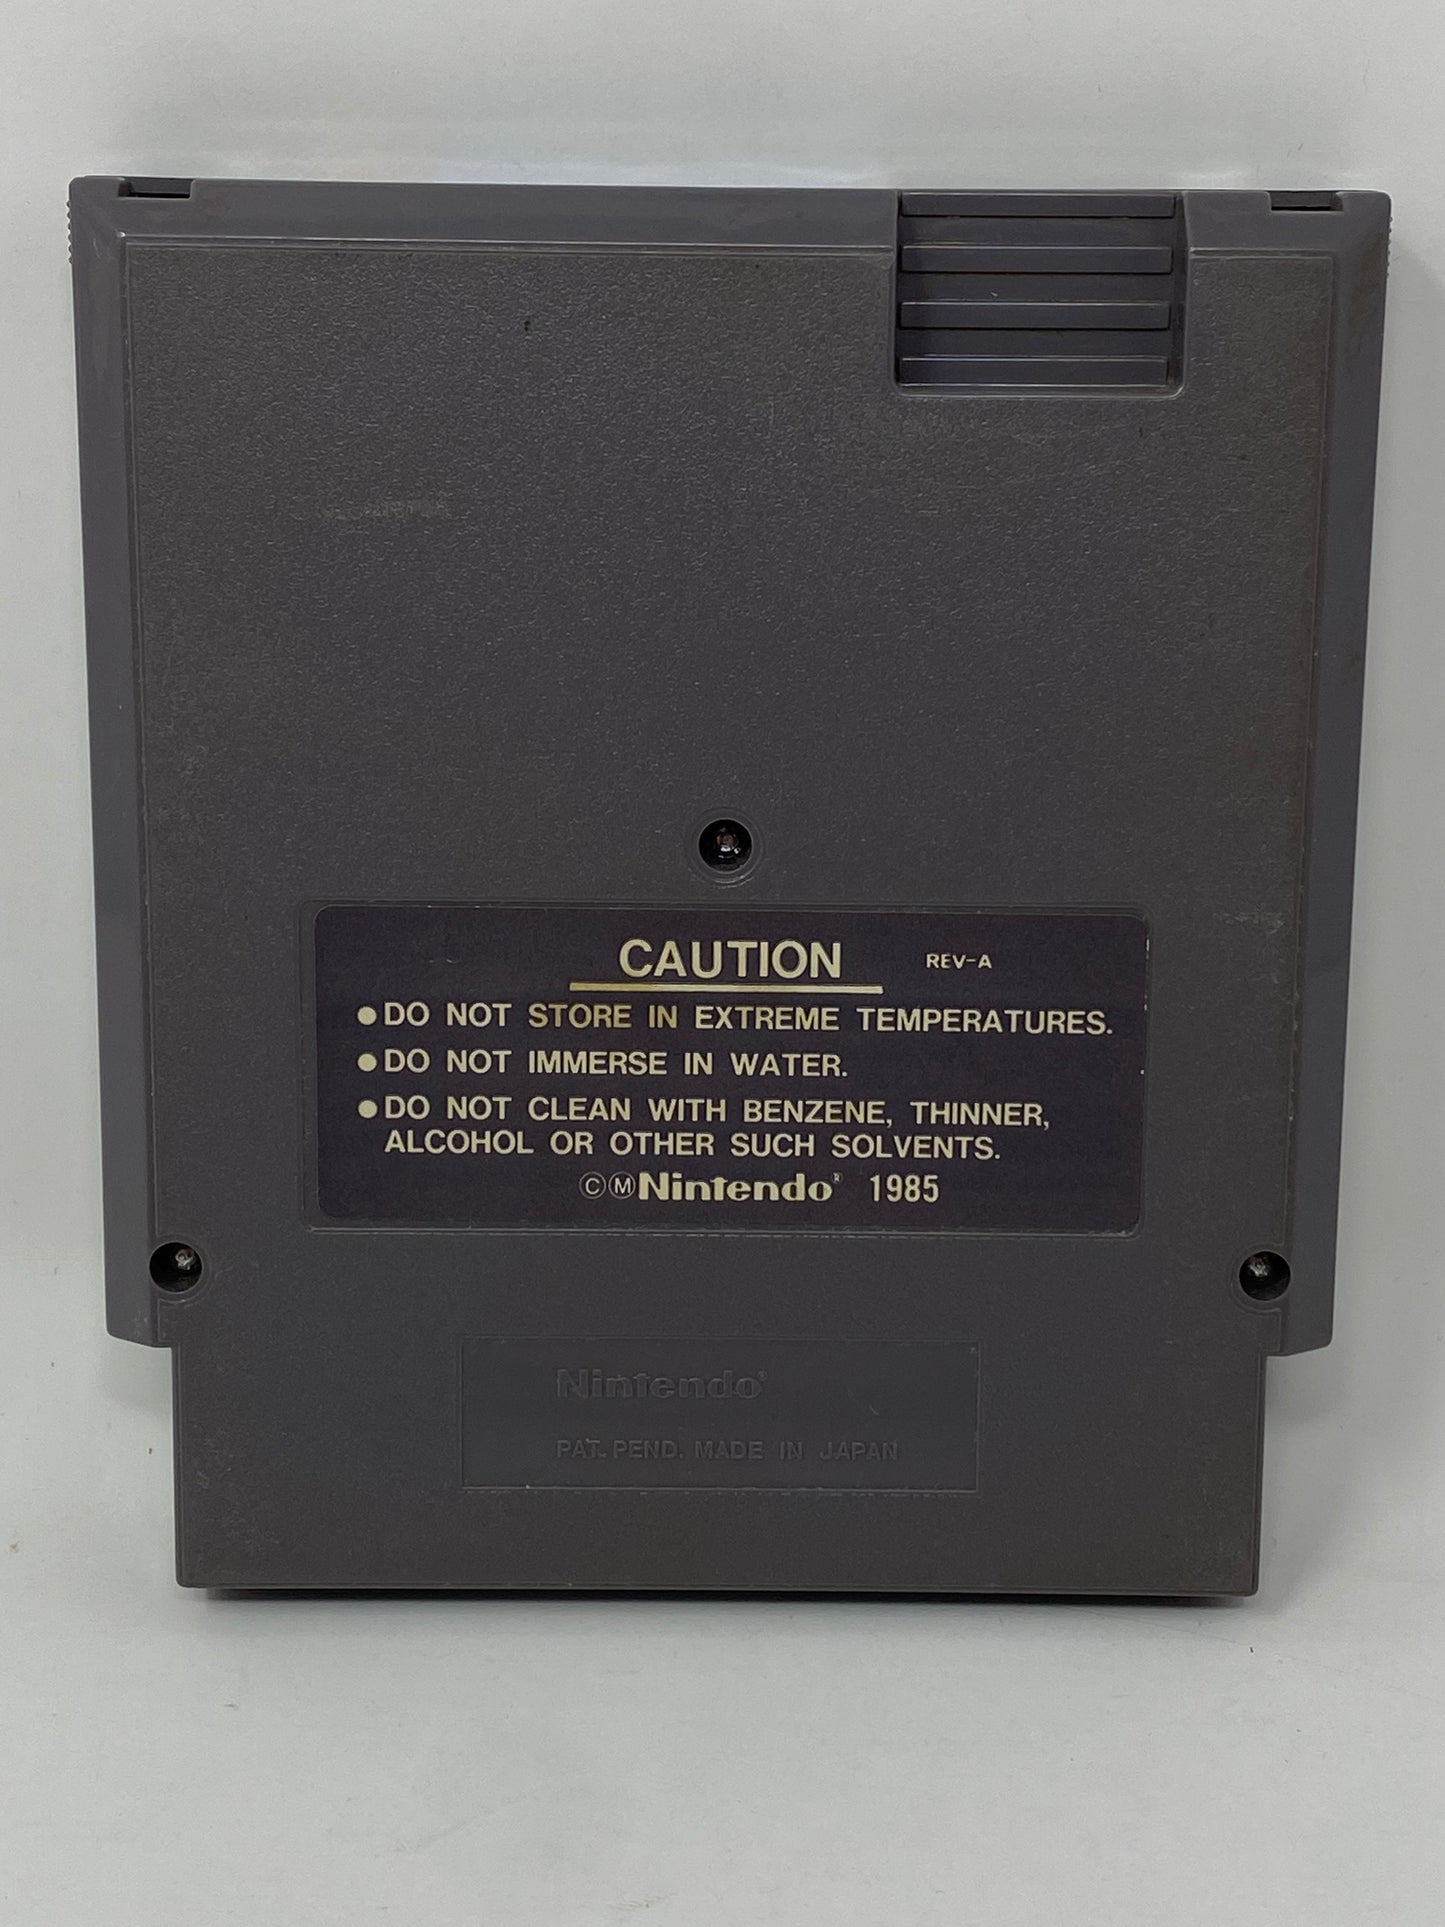 CAUTION REV-A
●DO NOT STORE IN EXTREME TEMPERATURES.
●DO NOT IMMERSE IN WATER.
●DO NOT CLEAN WITH BENZENE, THINNER,
ALCOHOL OR OTHER SUCH SOLVENTS.
ⒸⓂNintendo® 1985
Nintendo®
PAT. PEND. MADE IN JAPAN